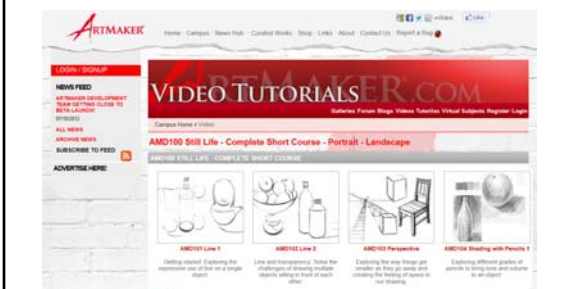 ARTMAKER
share Like
Home · Campus · News Hub · Curated Works · Shop · Links · About · Contact Us · Report a Bug
LOGIN / SIGNUP
NEWS FEED
ARTMAKER DEVELOPMENT
TEAM GETTING CLOSE TO
BETA LAUNCH!
ALL NEWS
ARCHIVE NEWS
SUBSCRIBE TO FEED
ADVERTISE HERE!
VIDEO TUTORIALS
Galleries Forum Blogs Videos Tutorials Virtual Subjects Register Login
Campus Home • Video
AMD100 Still Life - Complete Short Course - Portrait - Landscape
AMD100 STILL LIFE - COMPLETE SHORT COURSE
AMD101 Line 1
Getting started. Exploring the
expressive use of line on a single
object
AMD102 Line 2
Line and transparency. Solve the
challenges of drawing multiple
objects sitting in front of each
other
AMD103 Perspective
Exploring the way things get
smaller as they go away and
creating the feeling of space in
our drawing
AMD104 Shading with Pencils 1
Exploring different grades of
pencils to bring tone and volume
to an object